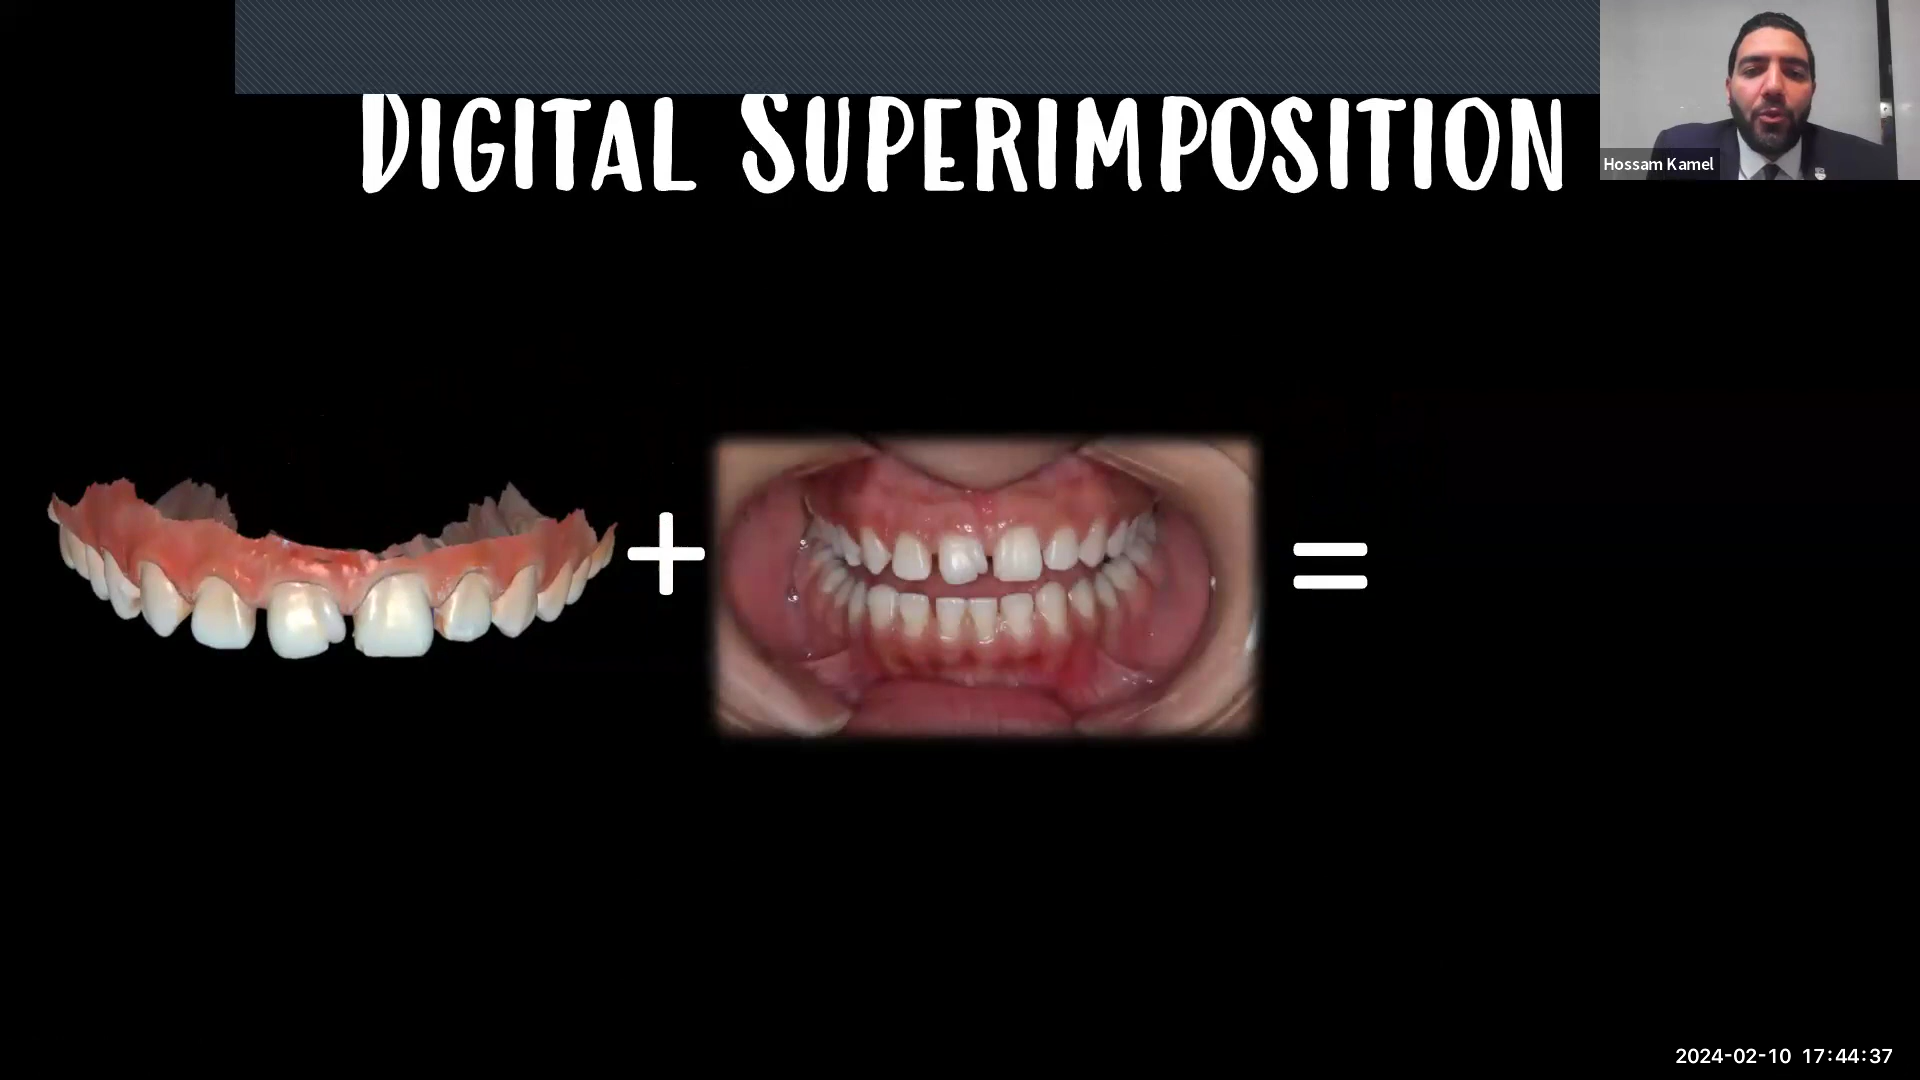 DIGITAL SUPERIMPOSITION
Hossam Kamel
+
=
2024-02-10 17:44:37